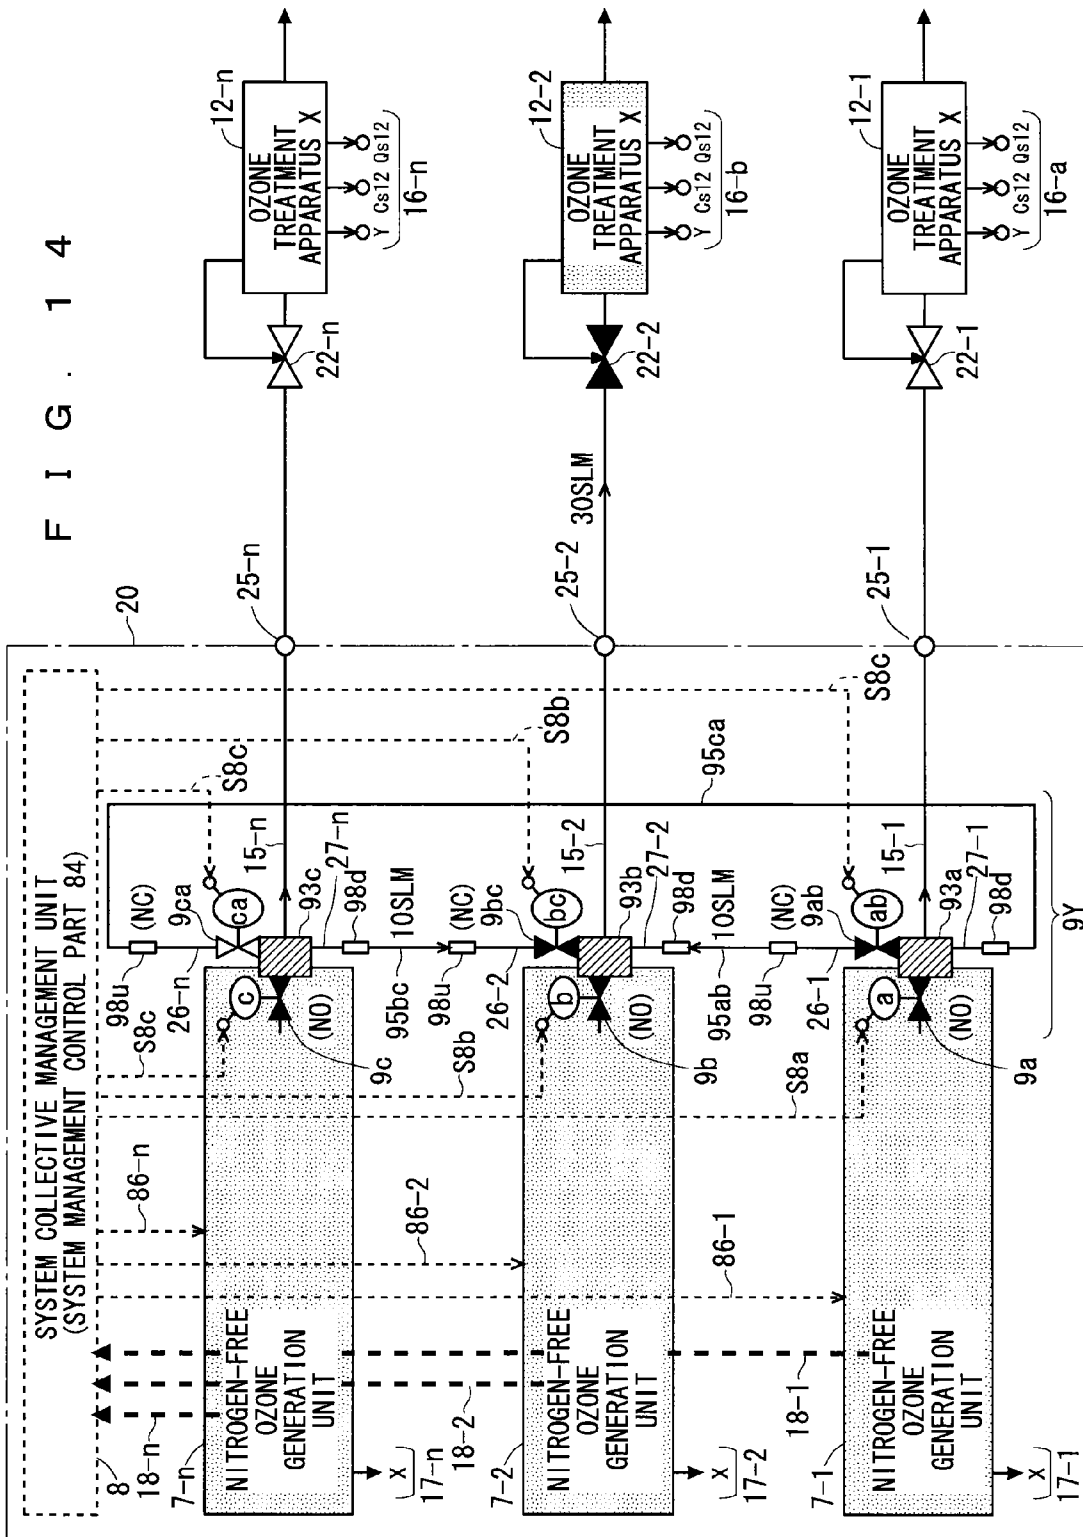 FIG. 14
SYSTEM COLLECTIVE MANAGEMENT UNIT
(SYSTEM MANAGEMENT CONTROL PART 84)
8
20
18-n
18-2
18-1
86-n
86-2
86-1
S8c
S8b
S8a
S8c
S8b
S8c
7-n
NITROGEN-FREE
OZONE
GENERATION
UNIT
X
17-n
9c
(NO)
c
98u
(NC)
26-n
9ca
ca
15-n
93c
27-n
98d
10SLM
95bc
25-n
22-n
12-n
OZONE
TREATMENT
APPARATUS X
Y Cs12 Qs12
16-n
7-2
NITROGEN-FREE
OZONE
GENERATION
UNIT
X
17-2
9b
(NO)
b
98u
(NC)
26-2
9bc
bc
15-2
93b
27-2
98d
10SLM
95ab
25-2
30SLM
22-2
12-2
OZONE
TREATMENT
APPARATUS X
Y Cs12 Qs12
16-b
7-1
NITROGEN-FREE
OZONE
GENERATION
UNIT
X
17-1
9a
(NO)
a
98u
(NC)
26-1
9ab
ab
15-1
93a
27-1
98d
95ca
9Y
25-1
22-1
12-1
OZONE
TREATMENT
APPARATUS X
Y Cs12 Qs12
16-a